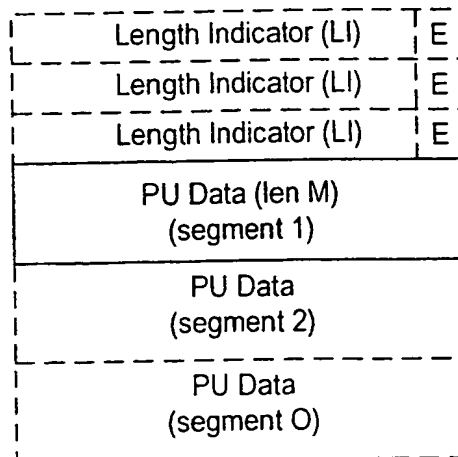 Length Indicator (LI) E
Length Indicator (LI) E
Length Indicator (LI) E
PU Data (len M)
(segment 1)
PU Data
(segment 2)
PU Data
(segment O)